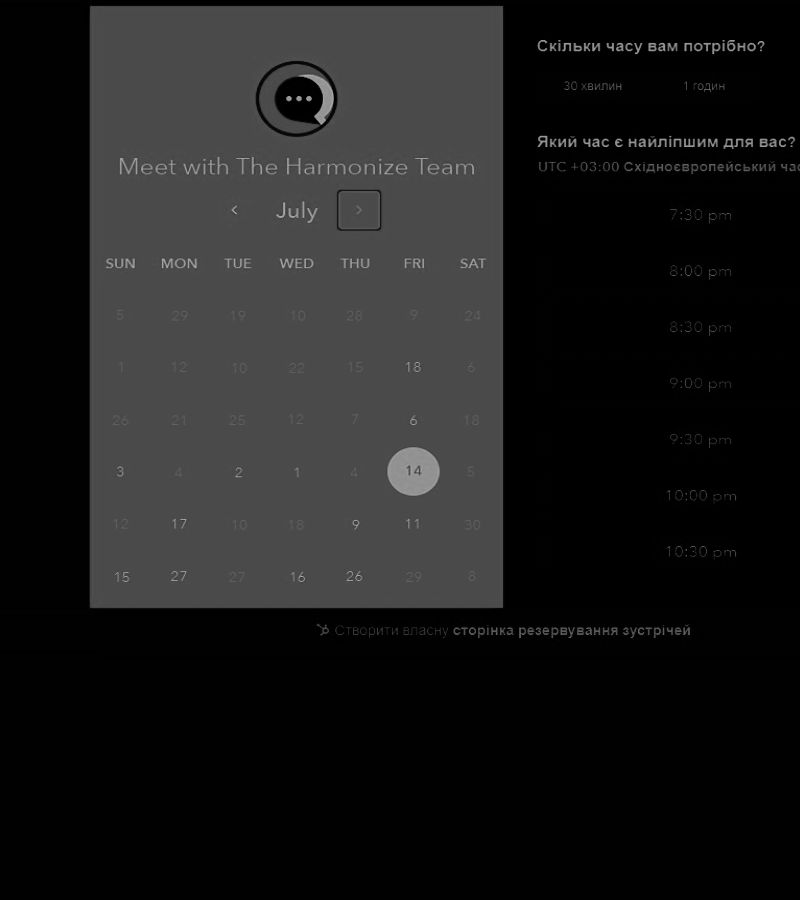 Meet with The Harmonize Team
July
SUN MON TUE WED THU FRI SAT
5 29 19 10 28 9 24
1 12 10 22 15 18 6
26 21 25 12 7 6 18
3 4 2 1 4 14 5
12 17 10 18 9 11 30
15 27 27 16 26 29 8
Скільки часу вам потрібно?
30 хвилин 1 годин
Який час є найліпшим для вас?
UTC +03:00 Східноєвропейський час
7:30 pm
8:00 pm
8:30 pm
9:00 pm
9:30 pm
10:00 pm
10:30 pm
Створити власну сторінка резервування зустрічей